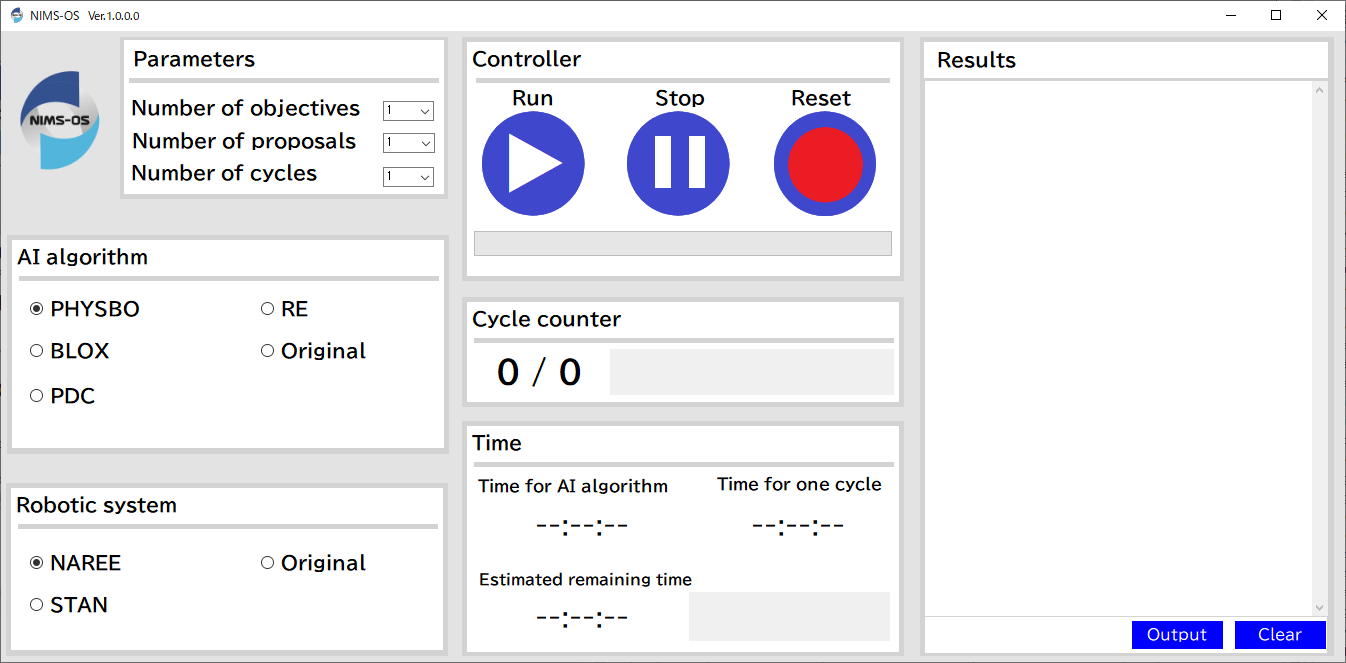 NIMS-OS Ver.1.0.0.0
NIMS-OS
Parameters
Number of objectives 1
Number of proposals 1
Number of cycles 1
AI algorithm
PHYSBO RE
BLOX Original
PDC
Robotic system
NAREE Original
STAN
Controller
Run Stop Reset
Cycle counter
0 / 0
Time
Time for AI algorithm Time for one cycle
--:--:-- --:--:--
Estimated remaining time
--:--:--
Results
Output Clear